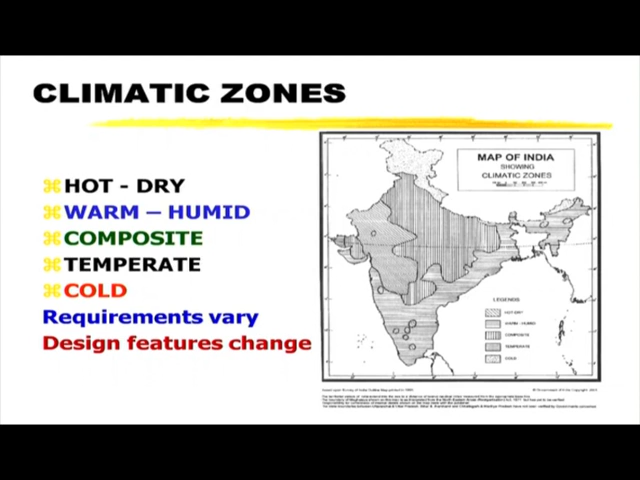 CLIMATIC ZONES
HOT - DRY
WARM – HUMID
COMPOSITE
TEMPERATE
COLD
Requirements vary
Design features change
MAP OF INDIA
SHOWING
CLIMATIC ZONES
LEGENDS
HOT-DRY
WARM - HUMID
COMPOSITE
TEMPERATE
COLD